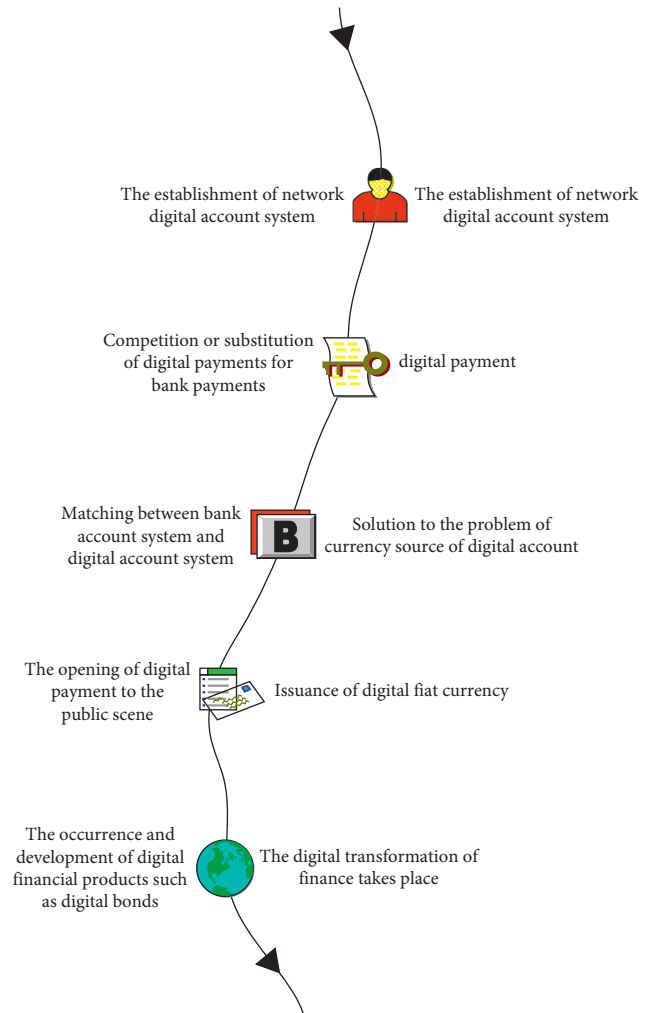 The establishment of network
digital account system
The establishment of network
digital account system
Competition or substitution
of digital payments for
bank payments
digital payment
Matching between bank
account system and
digital account system
B
Solution to the problem of
currency source of digital account
The opening of digital
payment to the
public scene
Issuance of digital fiat currency
The occurrence and
development of digital
financial products such
as digital bonds
The digital transformation of
finance takes place